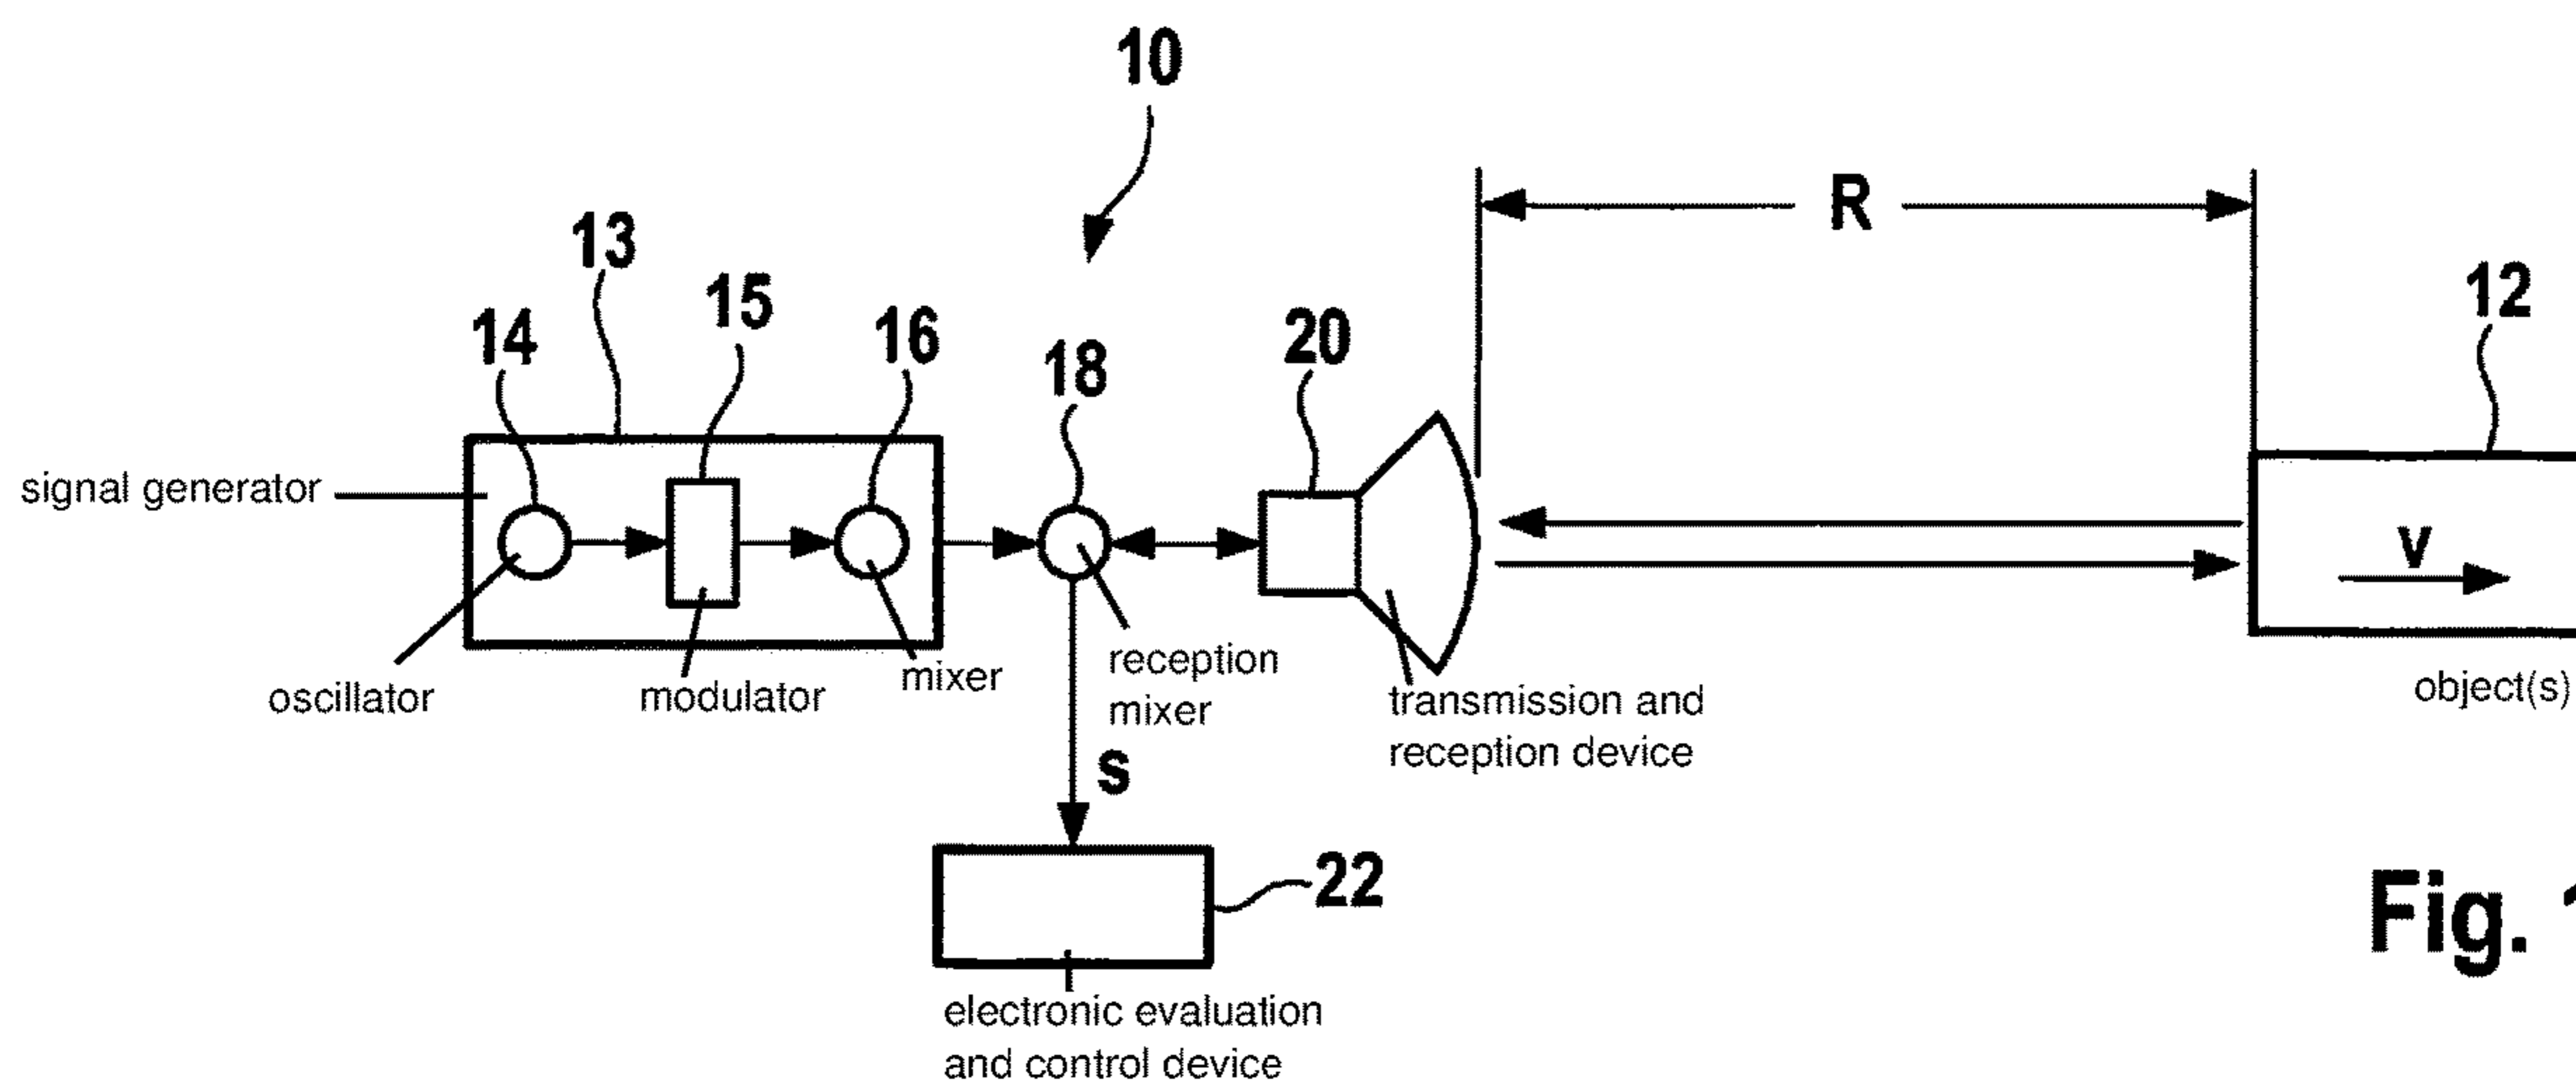 10
R
13
12
15
14
16
20
18
signal generator
v
reception
mixer
mixer
object(s)
oscillator
modulator
transmission and
reception device
s
22
Fig.
electronic evaluation
and control device